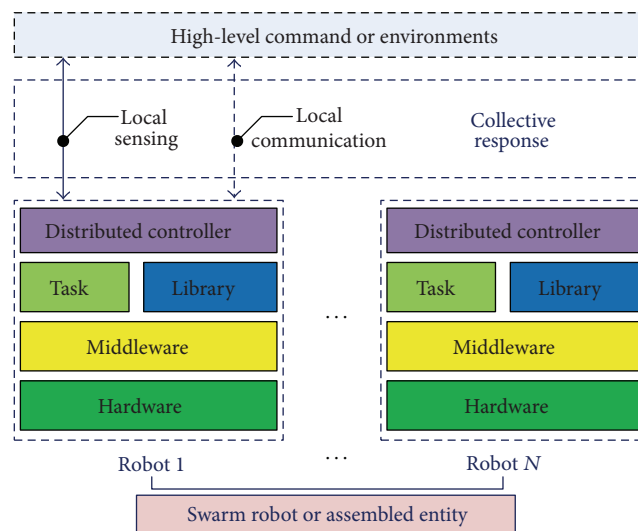 High-level command or environments
Local
sensing
Local
communication
Collective
response
Distributed controller
Task
Library
Middleware
Hardware
...
Distributed controller
Task
Library
Middleware
Hardware
Robot 1
...
Robot N
Swarm robot or assembled entity